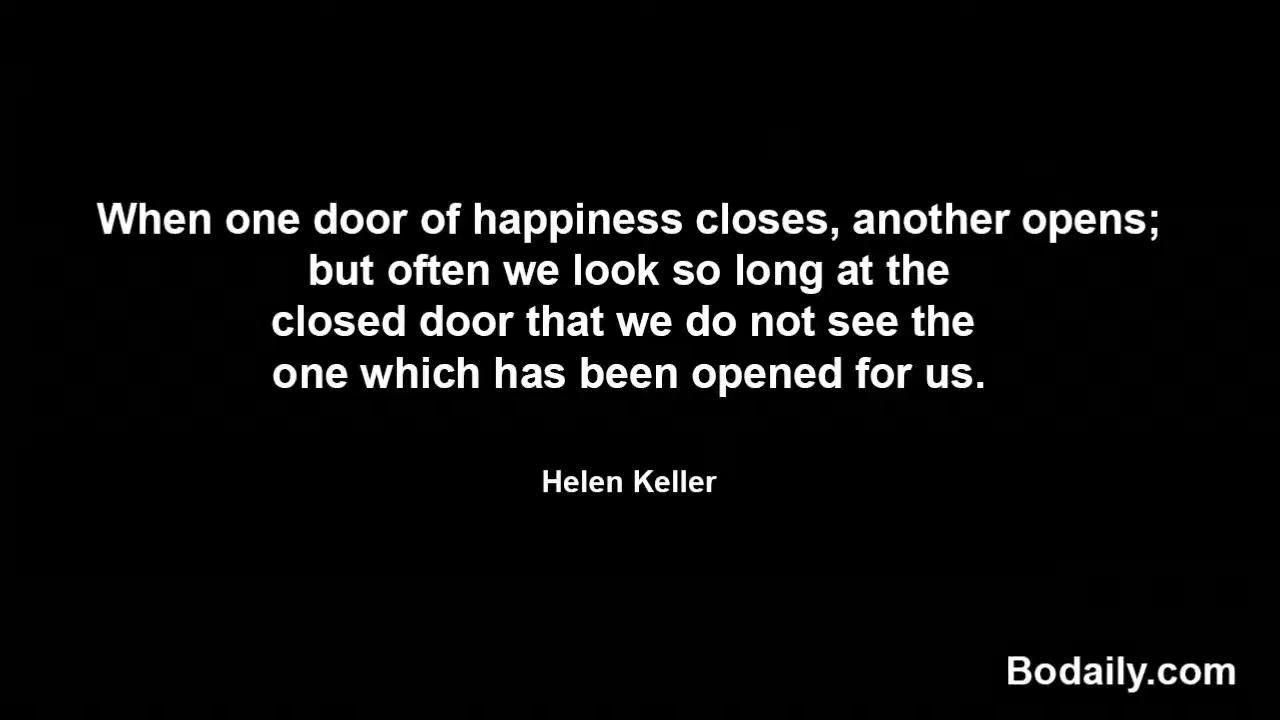 When one door of happiness closes, another opens;
but often we look so long at the
closed door that we do not see the
one which has been opened for us.
Helen Keller
Bodaily.com